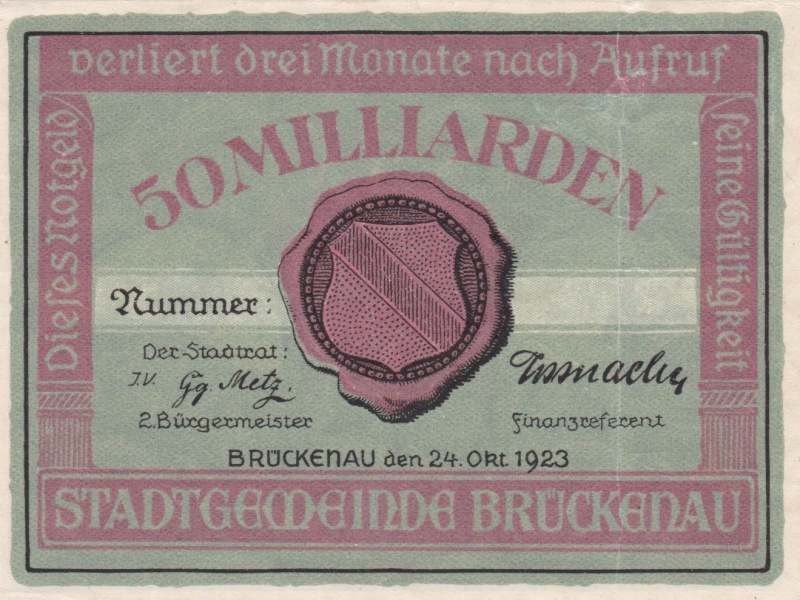 Dieses Notgeld
verliert drei Monate nach Aufruf
seine Gültigkeit
50 MILLIARDEN
Nummer:
Der Stadtrat:
I.V. Gg. Metz.
2. Bürgermeister
Finanzreferent
BRÜCKENAU den 24. Okt 1923
STADTGEMEINDE BRÜCKENAU